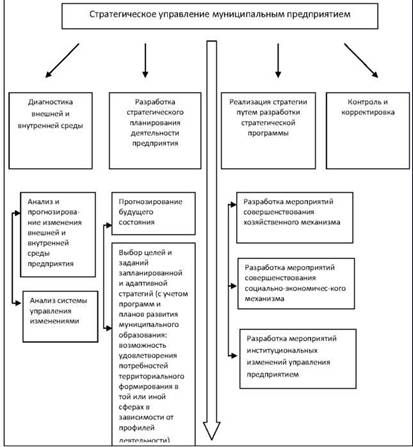 Стратегическое управление муниципальным предприятием
Диагностика
внешней и
внутренней среды
Разработка
стратегического
планирования
деятельности
предприятия
Реализация стратегии
путем разработки
стратегической
программы
Контроль и
корректировка
Анализ и
прогнозирова-
ние изменения
внешней и
внутренней
среды
предприятия
Анализ системы
управления
изменениями
Прогнозирование
будущего
состояния
Выбор целей и
заданий
запланированной
и адаптивной
стратегий (с учетом
программ и
планов развития
муниципального
образования:
возможность
удовлетворения
потребностей
территориального
формирования в
той или иной
сферах в
зависимости от
профилей
деятельности)
Разработка мероприятий
совершенствования
хозяйственного механизма
Разработка мероприятий
совершенствования
социально-экономичес-кого
механизма
Разработка мероприятий
институциональных
изменений управления
предприятием